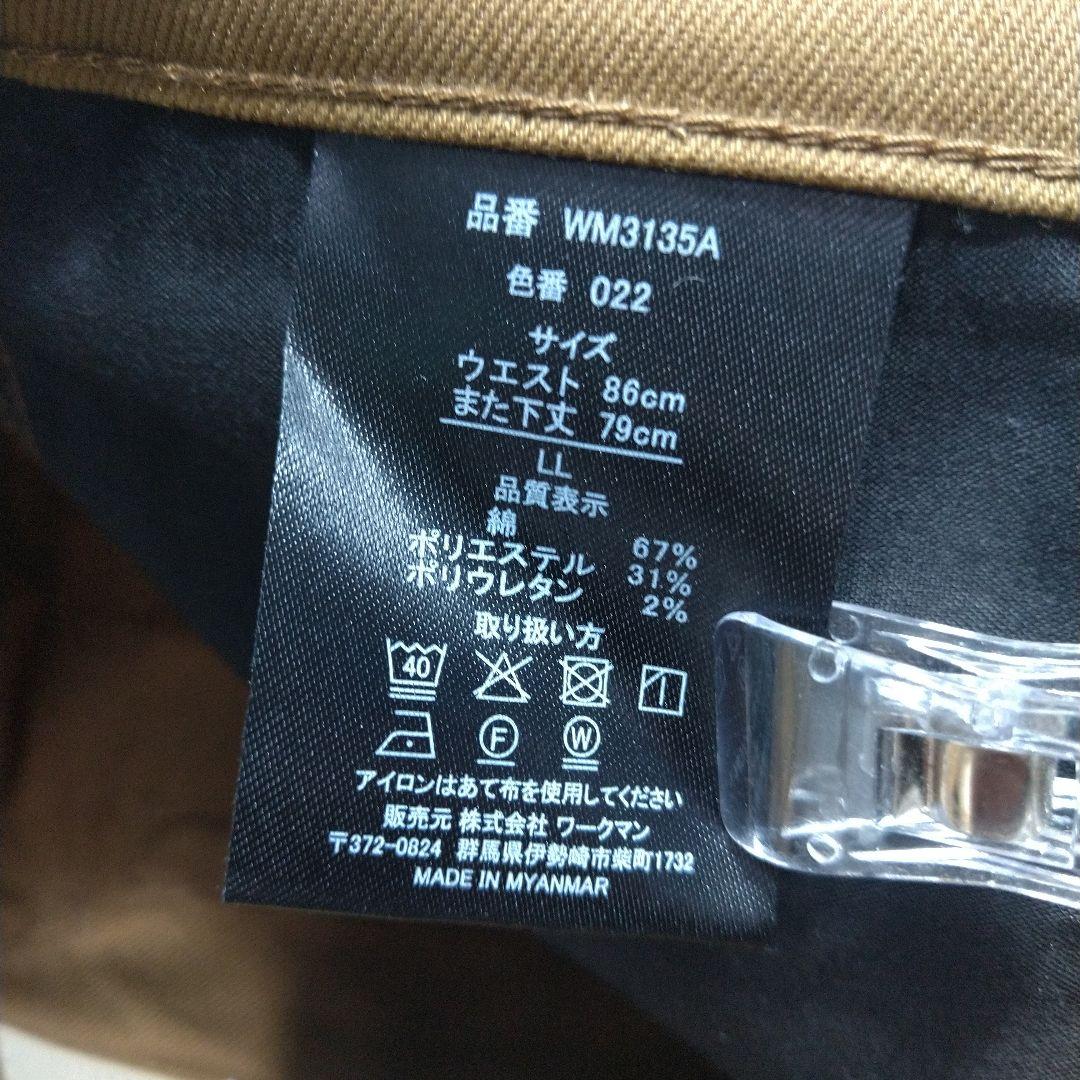 品番 WM3135A
色番 022
サイズ
ウエスト 86cm
また下丈 79cm
LL
品質表示
綿 67%
ポリエステル 31%
ポリウレタン 2%
取り扱い方
40
F W
アイロンはあて布を使用してください
販売元 株式会社 ワークマン
〒372-0824 群馬県伊勢崎市柴町1732
MADE IN MYANMAR